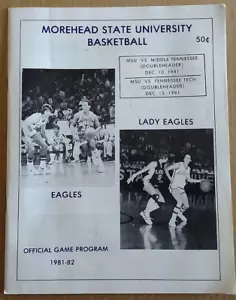 MOREHEAD STATE UNIVERSITY
BASKETBALL
50¢
MSU VS MIDDLE TENNESSEE
(DOUBLEHEADER)
DEC. 10, 1981
MSU VS TENNESSEE TECH
(DOUBLEHEADER)
DEC. 12, 1981
LADY EAGLES
EAGLES
OFFICIAL GAME PROGRAM
1981-82